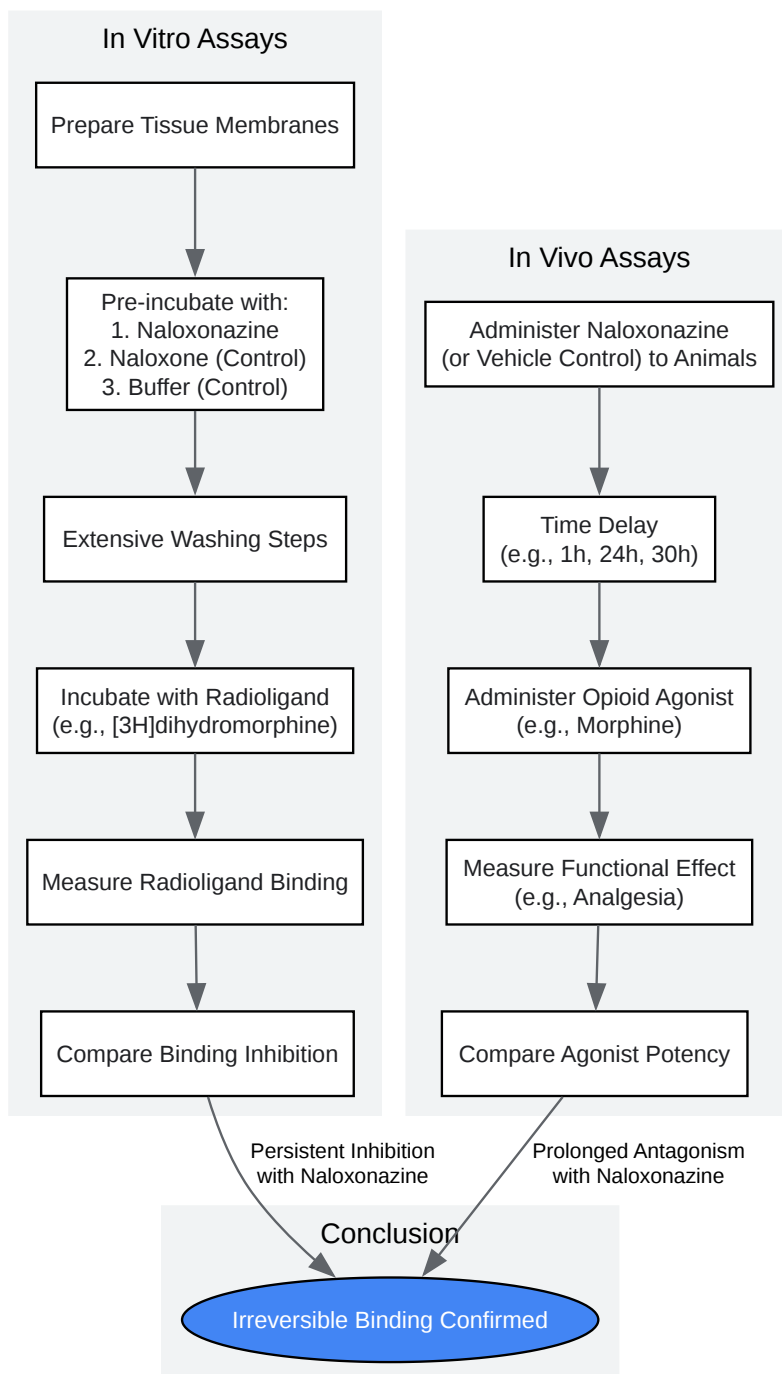 In Vitro Assays
Prepare Tissue Membranes
Pre-incubate with:
1. Naloxonazine
2. Naloxone (Control)
3. Buffer (Control)
Extensive Washing Steps
Incubate with Radioligand
(e.g., [3H]dihydromorphine)
Measure Radioligand Binding
Compare Binding Inhibition
In Vivo Assays
Administer Naloxonazine
(or Vehicle Control) to Animals
Time Delay
(e.g., 1h, 24h, 30h)
Administer Opioid Agonist
(e.g., Morphine)
Measure Functional Effect
(e.g., Analgesia)
Compare Agonist Potency
Persistent Inhibition
with Naloxonazine
Prolonged Antagonism
with Naloxonazine
Conclusion
Irreversible Binding Confirmed